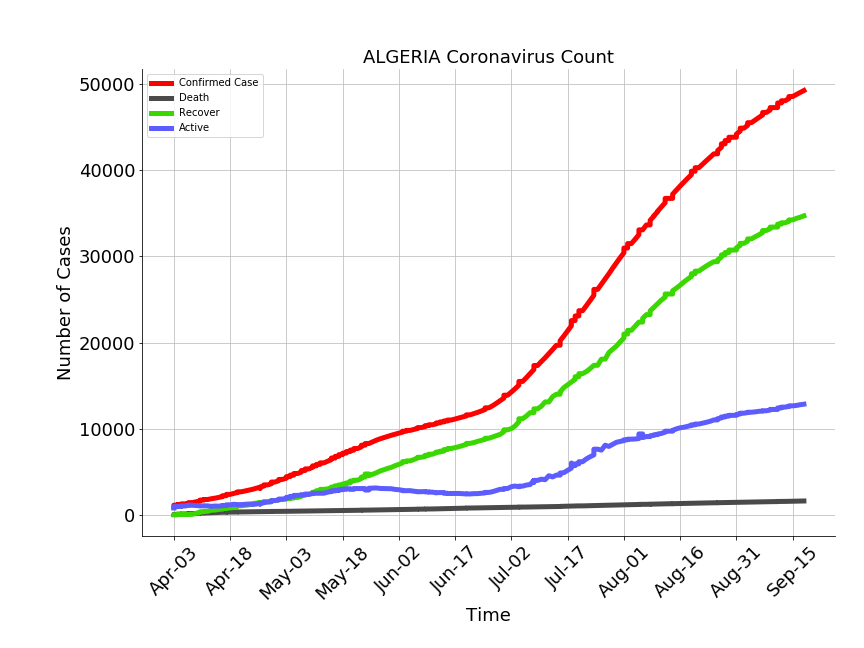 ALGERIA Coronavirus Count
Confirmed Case
Death
Recover
Active
50000
40000
30000
20000
10000
0
Number of Cases
Apr-03
Apr-18
May-03
May-18
Jun-02
Jun-17
Jul-02
Jul-17
Aug-01
Aug-16
Aug-31
Sep-15
Time